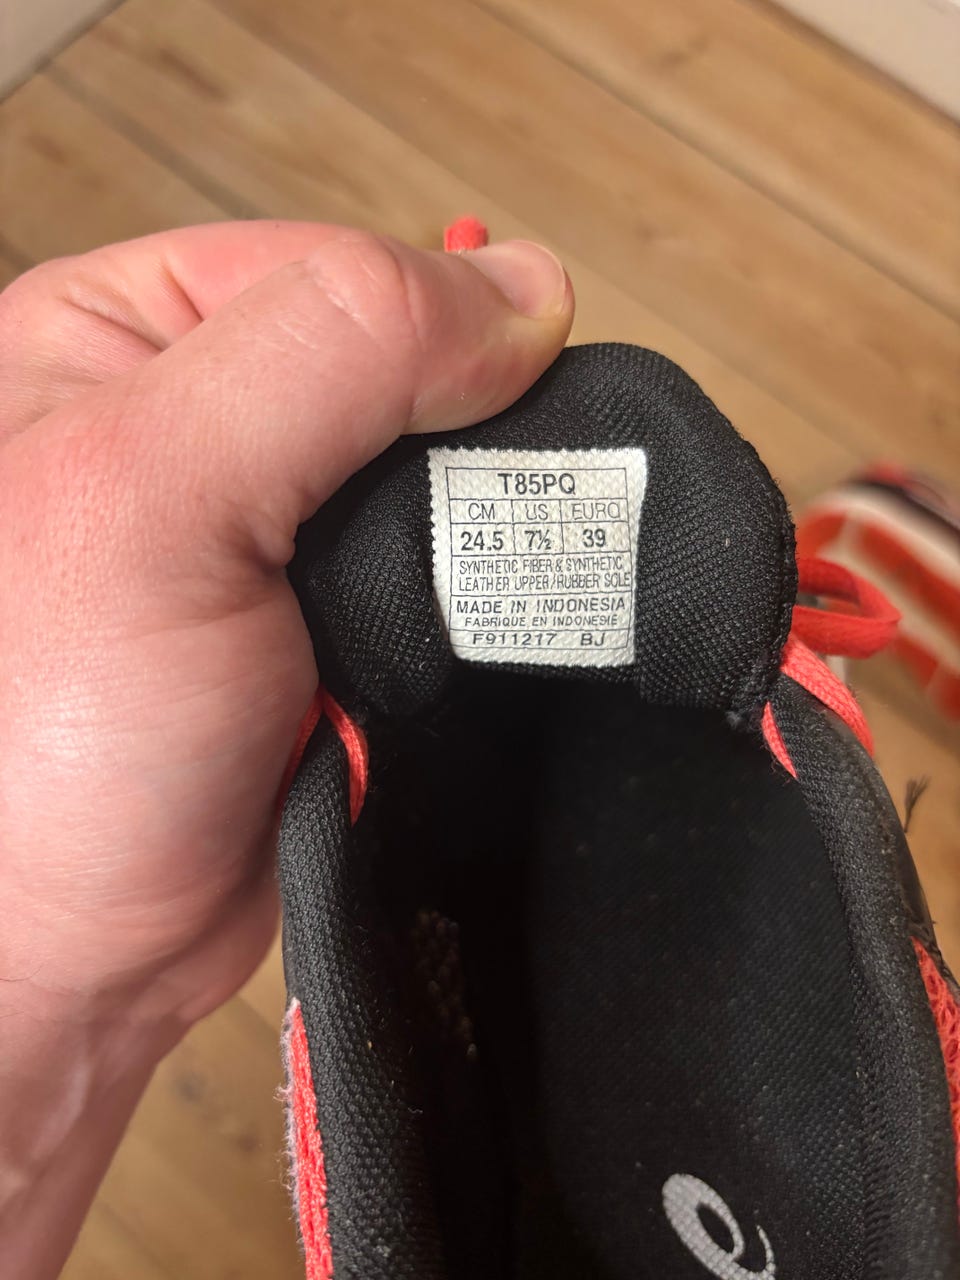 T85PQ
CM US EURO
24.5 7½ 39
SYNTHETIC FIBER & SYNTHETIC
LEATHER UPPER/RUBBER SOLE
MADE IN INDONESIA
FABRIQUE EN INDONESIE
F911217 BJ